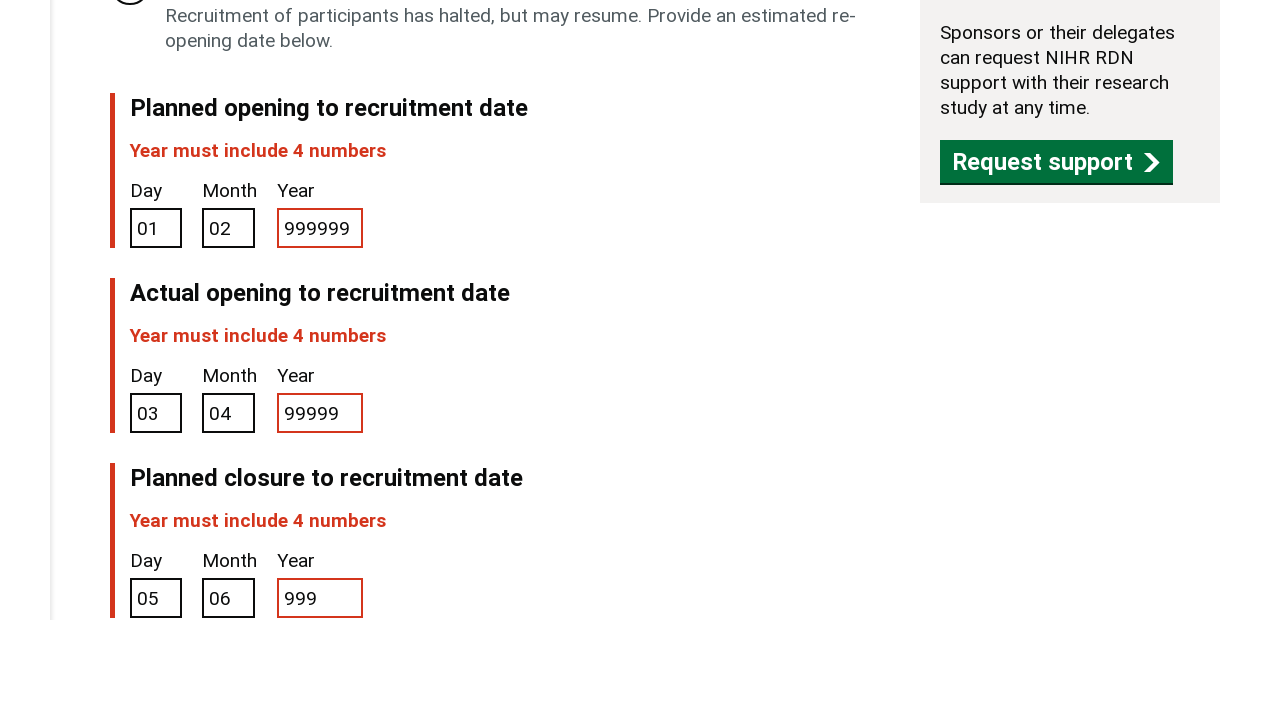 Recruitment of participants has halted, but may resume. Provide an estimated re-
opening date below.
Planned opening to recruitment date
Year must include 4 numbers
Day Month Year
01 02 999999
Actual opening to recruitment date
Year must include 4 numbers
Day Month Year
03 04 99999
Planned closure to recruitment date
Year must include 4 numbers
Day Month Year
05 06 999
Sponsors or their delegates
can request NIHR RDN
support with their research
study at any time.
Request support